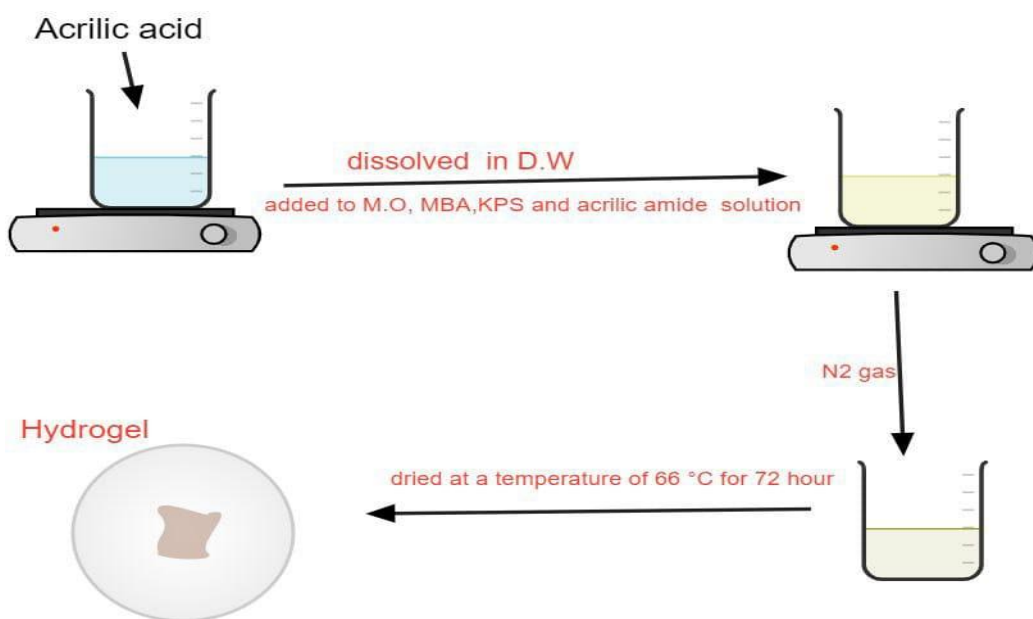 Acrilic acid
dissolved in D.W
added to M.O, MBA,KPS and acrilic amide solution
N2 gas
Hydrogel
dried at a temperature of 66 °C for 72 hour